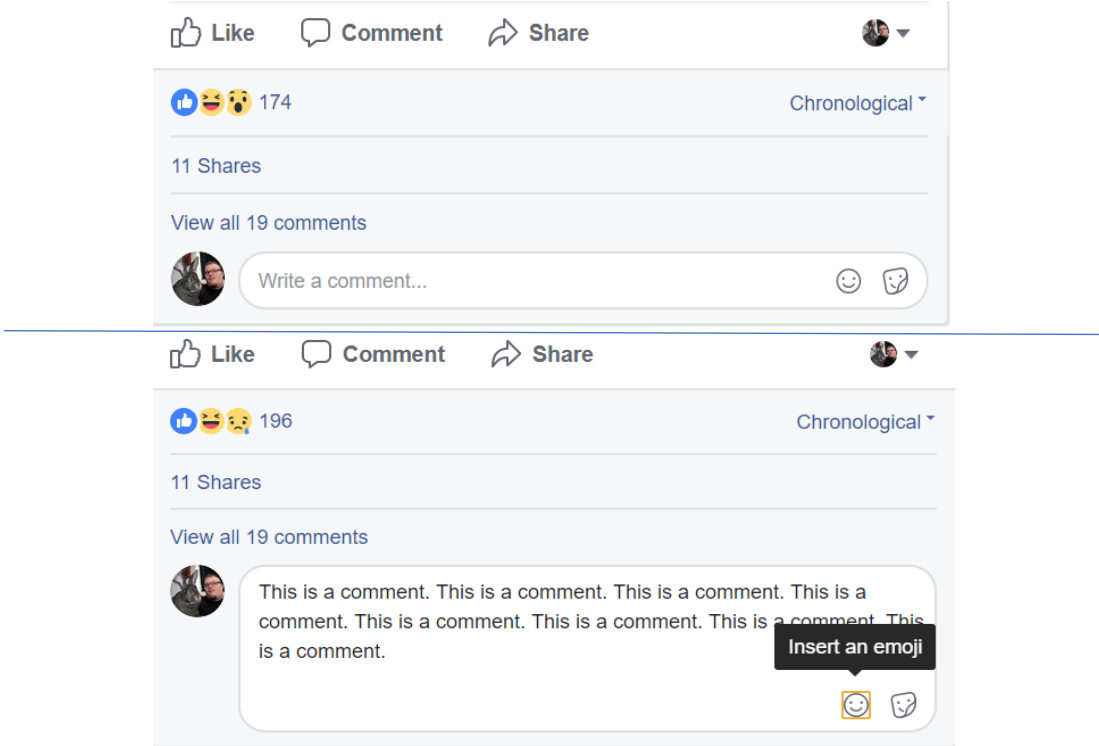 Like Comment Share
174 Chronological
11 Shares
View all 19 comments
Write a comment...
Like Comment Share
196 Chronological
11 Shares
View all 19 comments
This is a comment. This is a comment. This is a comment. This is a
comment. This is a comment. This is a comment. This is a comment. This
is a comment.
Insert an emoji